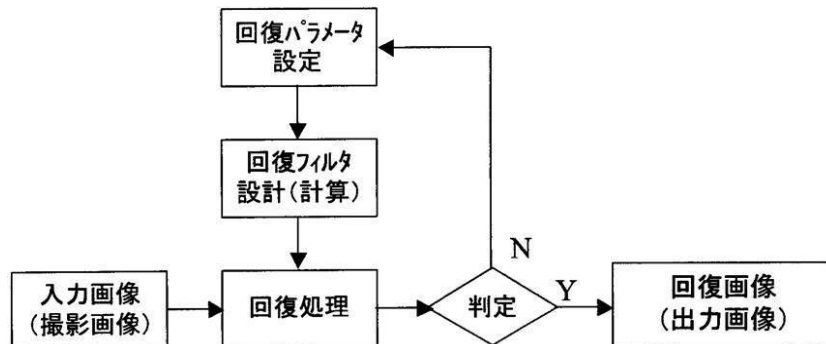 回復パラメータ
設定
回復フィルタ
設計(計算)
N
入力画像
(撮影画像)
回復処理
判定
Y
回復画像
(出力画像)